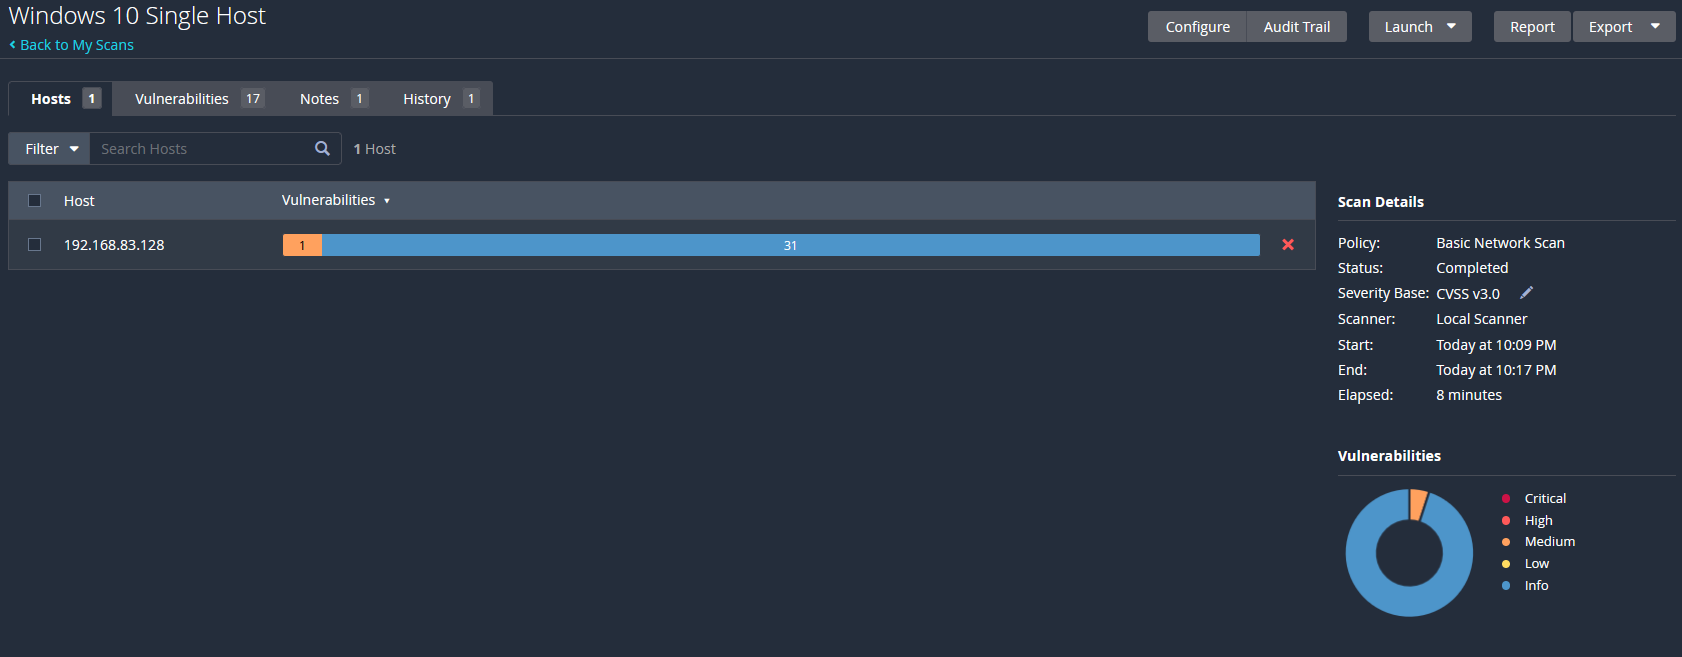 Windows 10 Single Host
Back to My Scans
Configure Audit Trail Launch Report Export
Hosts 1 Vulnerabilities 17 Notes 1 History 1
Filter Search Hosts 1 Host
Host Vulnerabilities
192.168.83.128 1 31
Scan Details
Policy: Basic Network Scan
Status: Completed
Severity Base: CVSS v3.0
Scanner: Local Scanner
Start: Today at 10:09 PM
End: Today at 10:17 PM
Elapsed: 8 minutes
Vulnerabilities
Critical
High
Medium
Low
Info